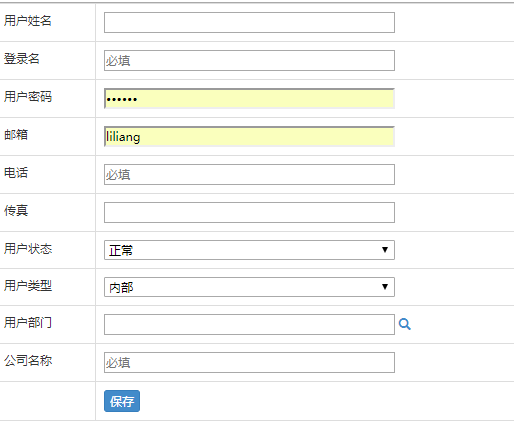 用户姓名
登录名 必填
用户密码 ••••••
邮箱 liliang
电话 必填
传真
用户状态 正常
用户类型 内部
用户部门
公司名称 必填
保存